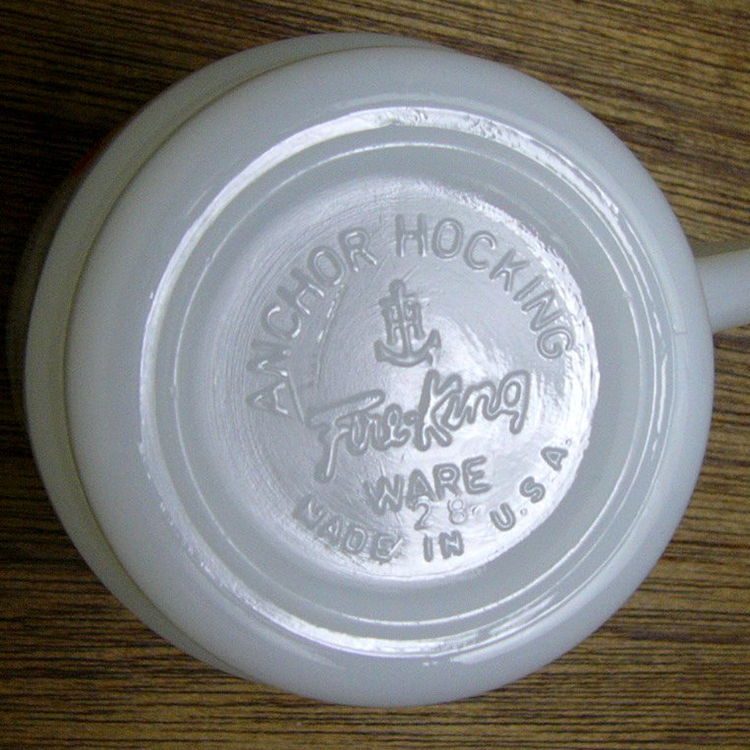 ANCHOR HOCKING
H
Fire-King
WARE
28
MADE IN U.S.A.